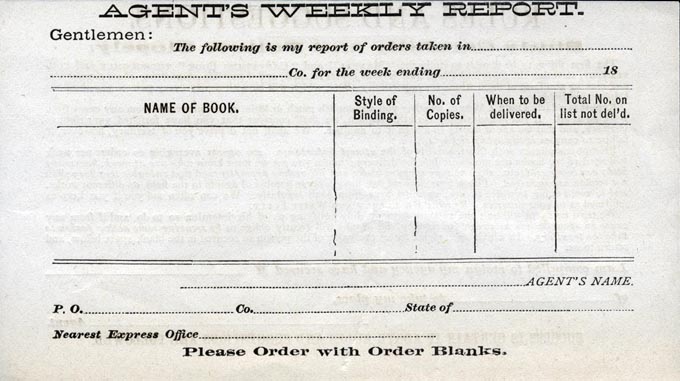 AGENT'S WEEKLY REPORT.
Gentlemen:
The following is my report of orders taken in
Co. for the week ending 18
NAME OF BOOK. Style of Binding. No. of Copies. When to be delivered. Total No. on list not del'd.
AGENT'S NAME.
P. O. Co. State of
Nearest Express Office
Please Order with Order Blanks.